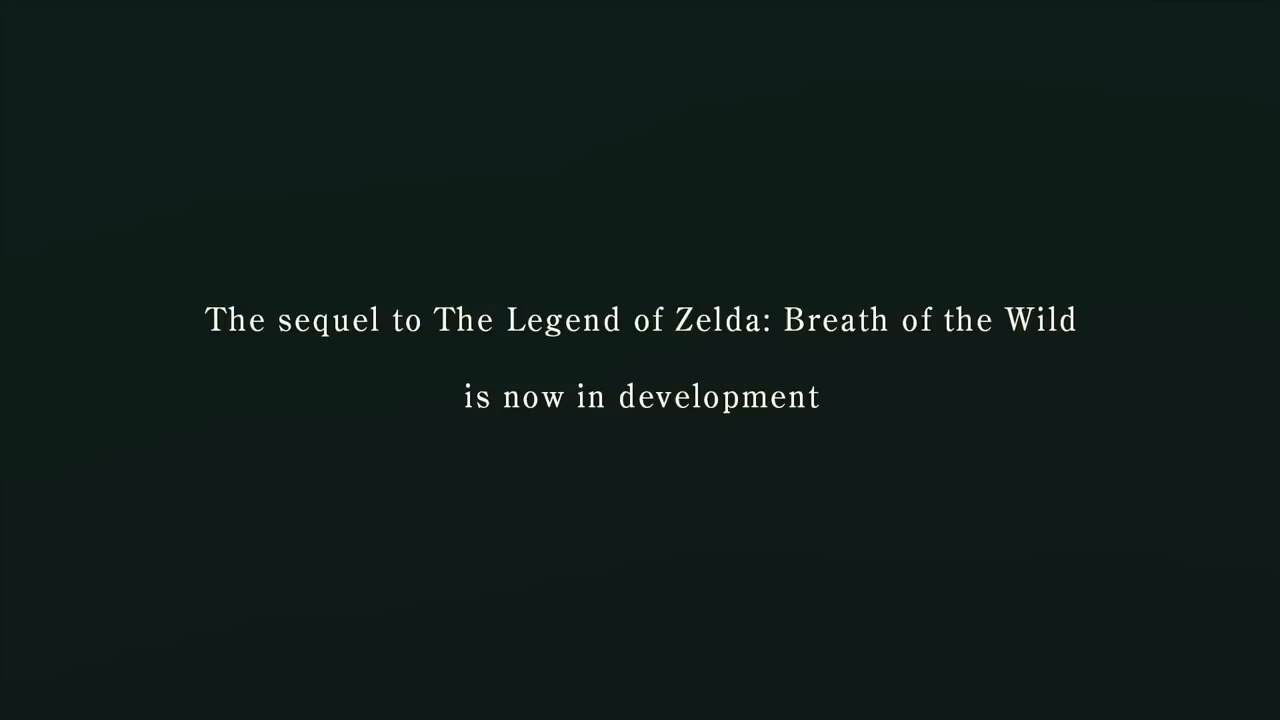 The sequel to The Legend of Zelda: Breath of the Wild
is now in development